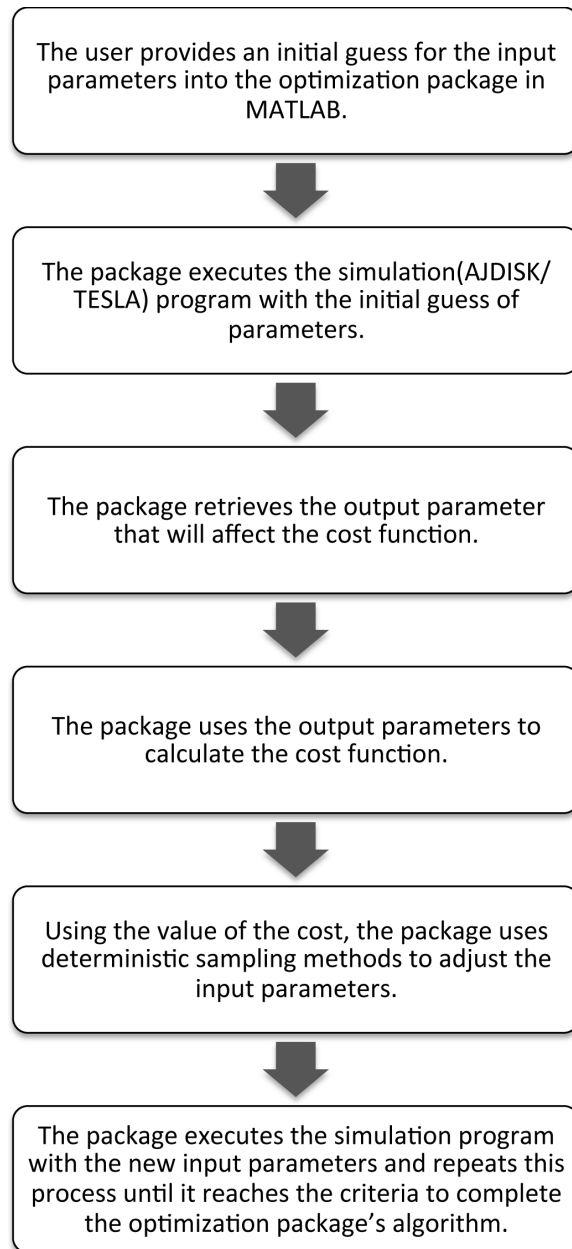 The user provides an initial guess for the input
parameters into the optimization package in
MATLAB.
The package executes the simulation(AJDISK/
TESLA) program with the initial guess of
parameters.
The package retrieves the output parameter
that will affect the cost function.
The package uses the output parameters to
calculate the cost function.
Using the value of the cost, the package uses
deterministic sampling methods to adjust the
input parameters.
The package executes the simulation program
with the new input parameters and repeats this
process until it reaches the criteria to complete
the optimization package’s algorithm.